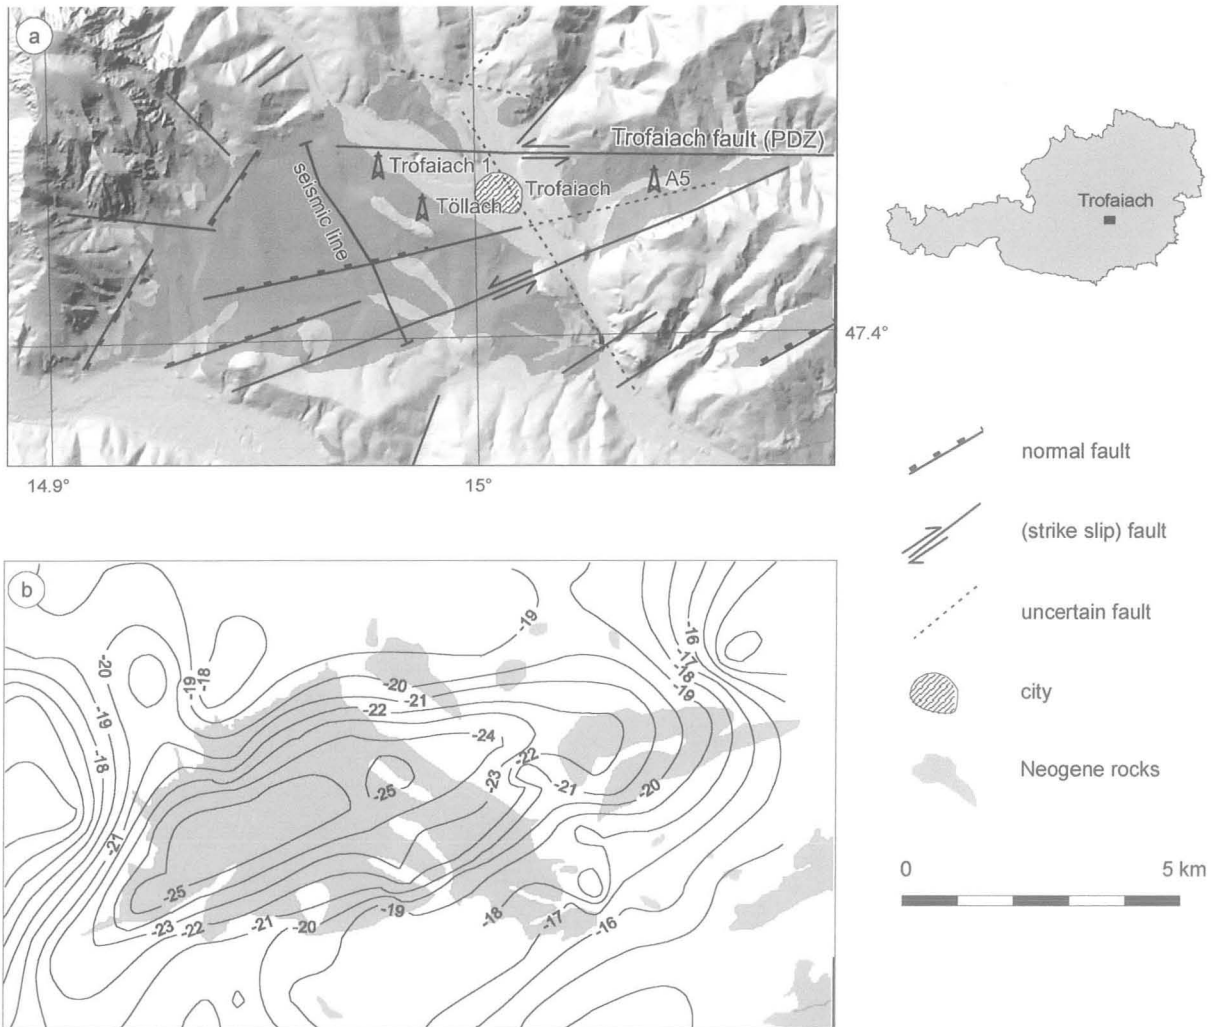 a
Trofaiach fault (PDZ)
Trofaiach 1
Trofaiach
A5
Töllach
seismic line
47.4°
14.9°
15°
Trofaiach
normal fault
(strike slip) fault
uncertain fault
city
Neogene rocks
0
5 km
b
-19
-16
-17
-18
-19
-20
-19
-18
-19
-18
-20
-21
-22
-24
-22
-23
-21
-20
-25
-21
-25
-23
-22
-21
-20
-19
-18
-17
-16